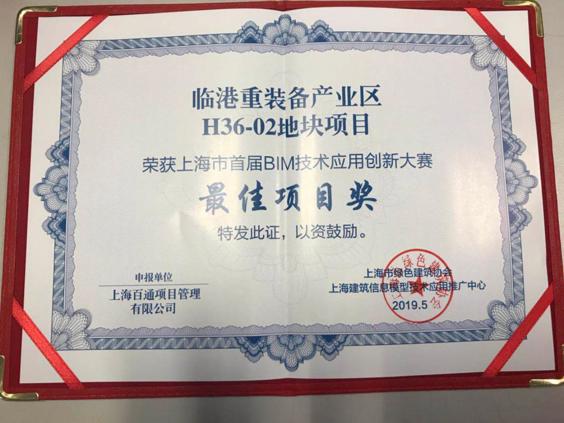 临港重装备产业区
H36-02地块项目
荣获上海市首届BIM技术应用创新大赛
最佳项目奖
特发此证，以资鼓励。
申报单位
上海百通项目管理
有限公司
上海市绿色建筑协会
上海建筑信息模型技术应用推广中心
2019.5